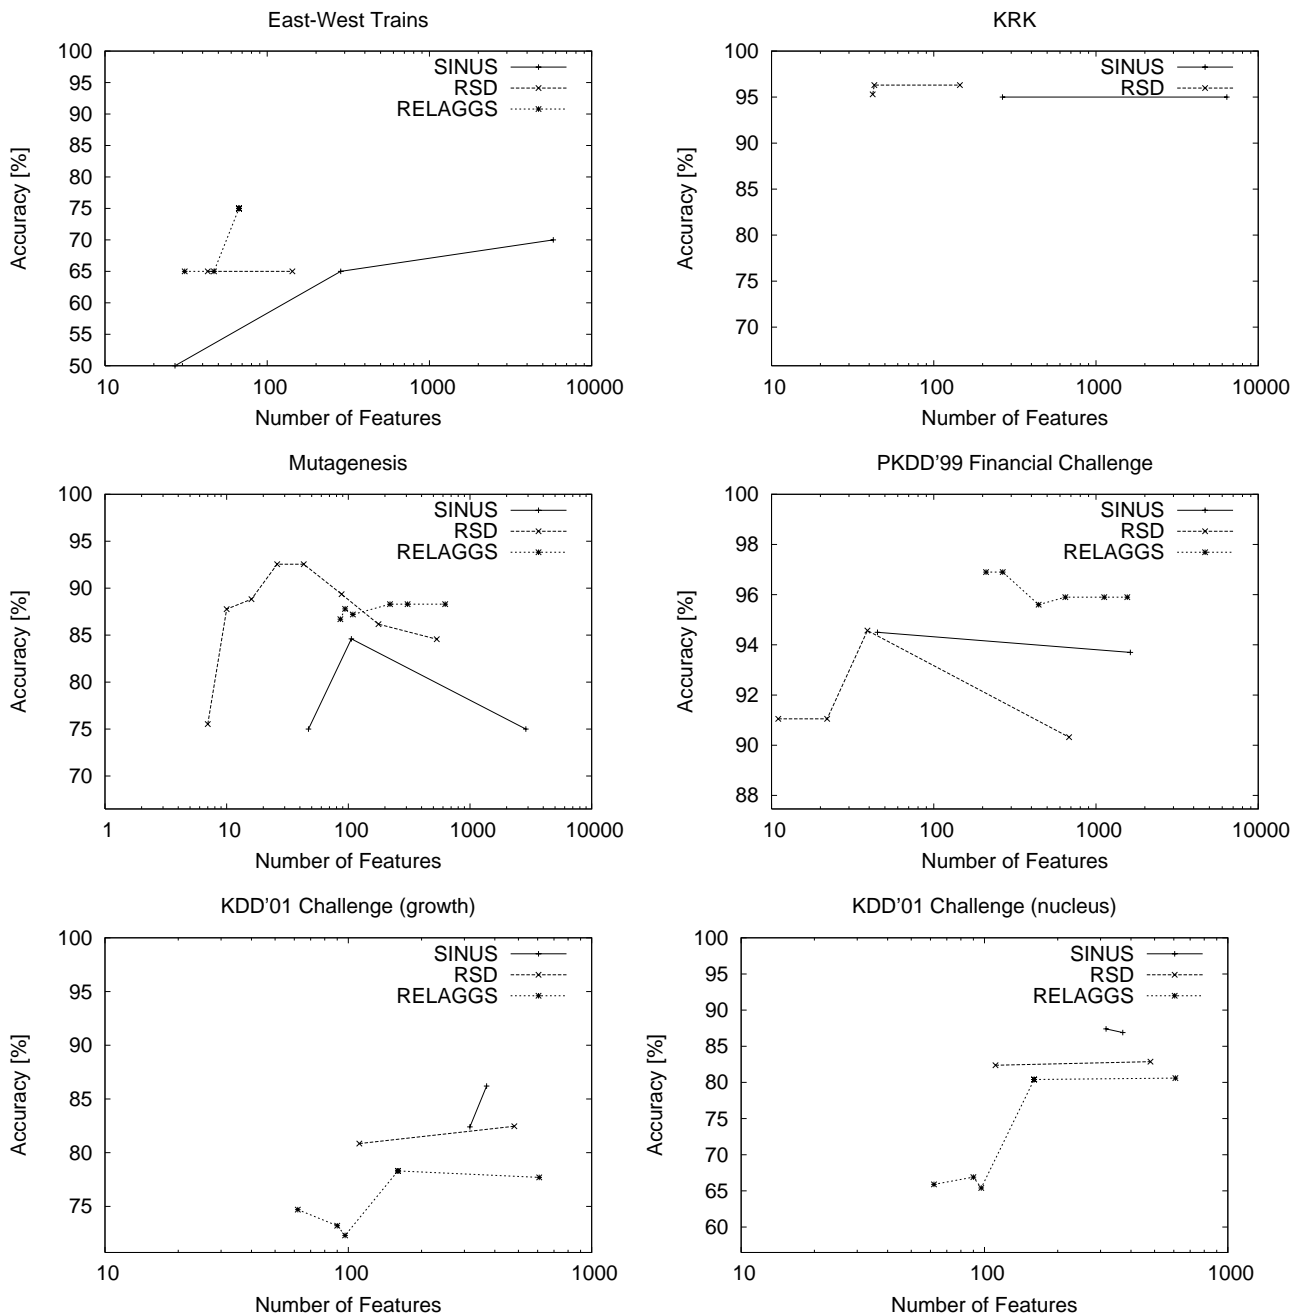 East-West Trains
100
95
90
85
80
75
70
65
60
55
50
10 100 1000 10000
Accuracy [%]
Number of Features
SINUS
RSD
RELAGGS
KRK
100
95
90
85
80
75
70
10 100 1000 10000
Accuracy [%]
Number of Features
SINUS
RSD
Mutagenesis
100
95
90
85
80
75
70
1 10 100 1000 10000
Accuracy [%]
Number of Features
SINUS
RSD
RELAGGS
PKDD'99 Financial Challenge
100
98
96
94
92
90
88
10 100 1000 10000
Accuracy [%]
Number of Features
SINUS
RSD
RELAGGS
KDD'01 Challenge (growth)
100
95
90
85
80
75
10 100 1000
Accuracy [%]
Number of Features
SINUS
RSD
RELAGGS
KDD'01 Challenge (nucleus)
100
95
90
85
80
75
70
65
60
10 100 1000
Accuracy [%]
Number of Features
SINUS
RSD
RELAGGS